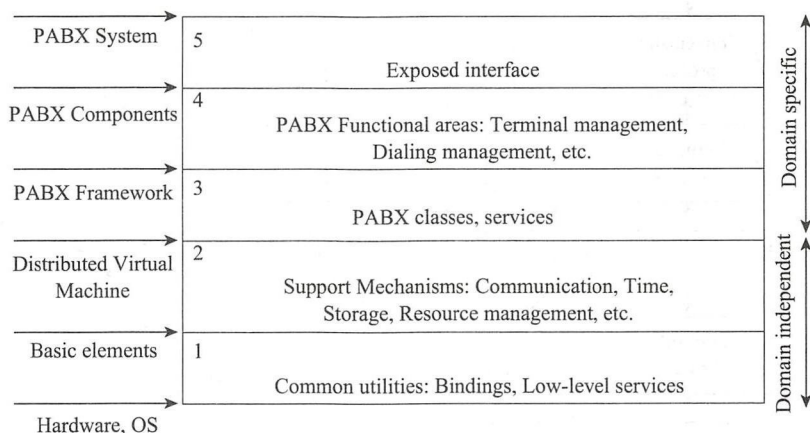 PABX System
5
Exposed interface
PABX Components
4
PABX Functional areas: Terminal management,
Dialing management, etc.
PABX Framework
3
PABX classes, services
Distributed Virtual
Machine
2
Support Mechanisms: Communication, Time,
Storage, Resource management, etc.
Basic elements
1
Common utilities: Bindings, Low-level services
Hardware, OS
Domain specific
Domain independent